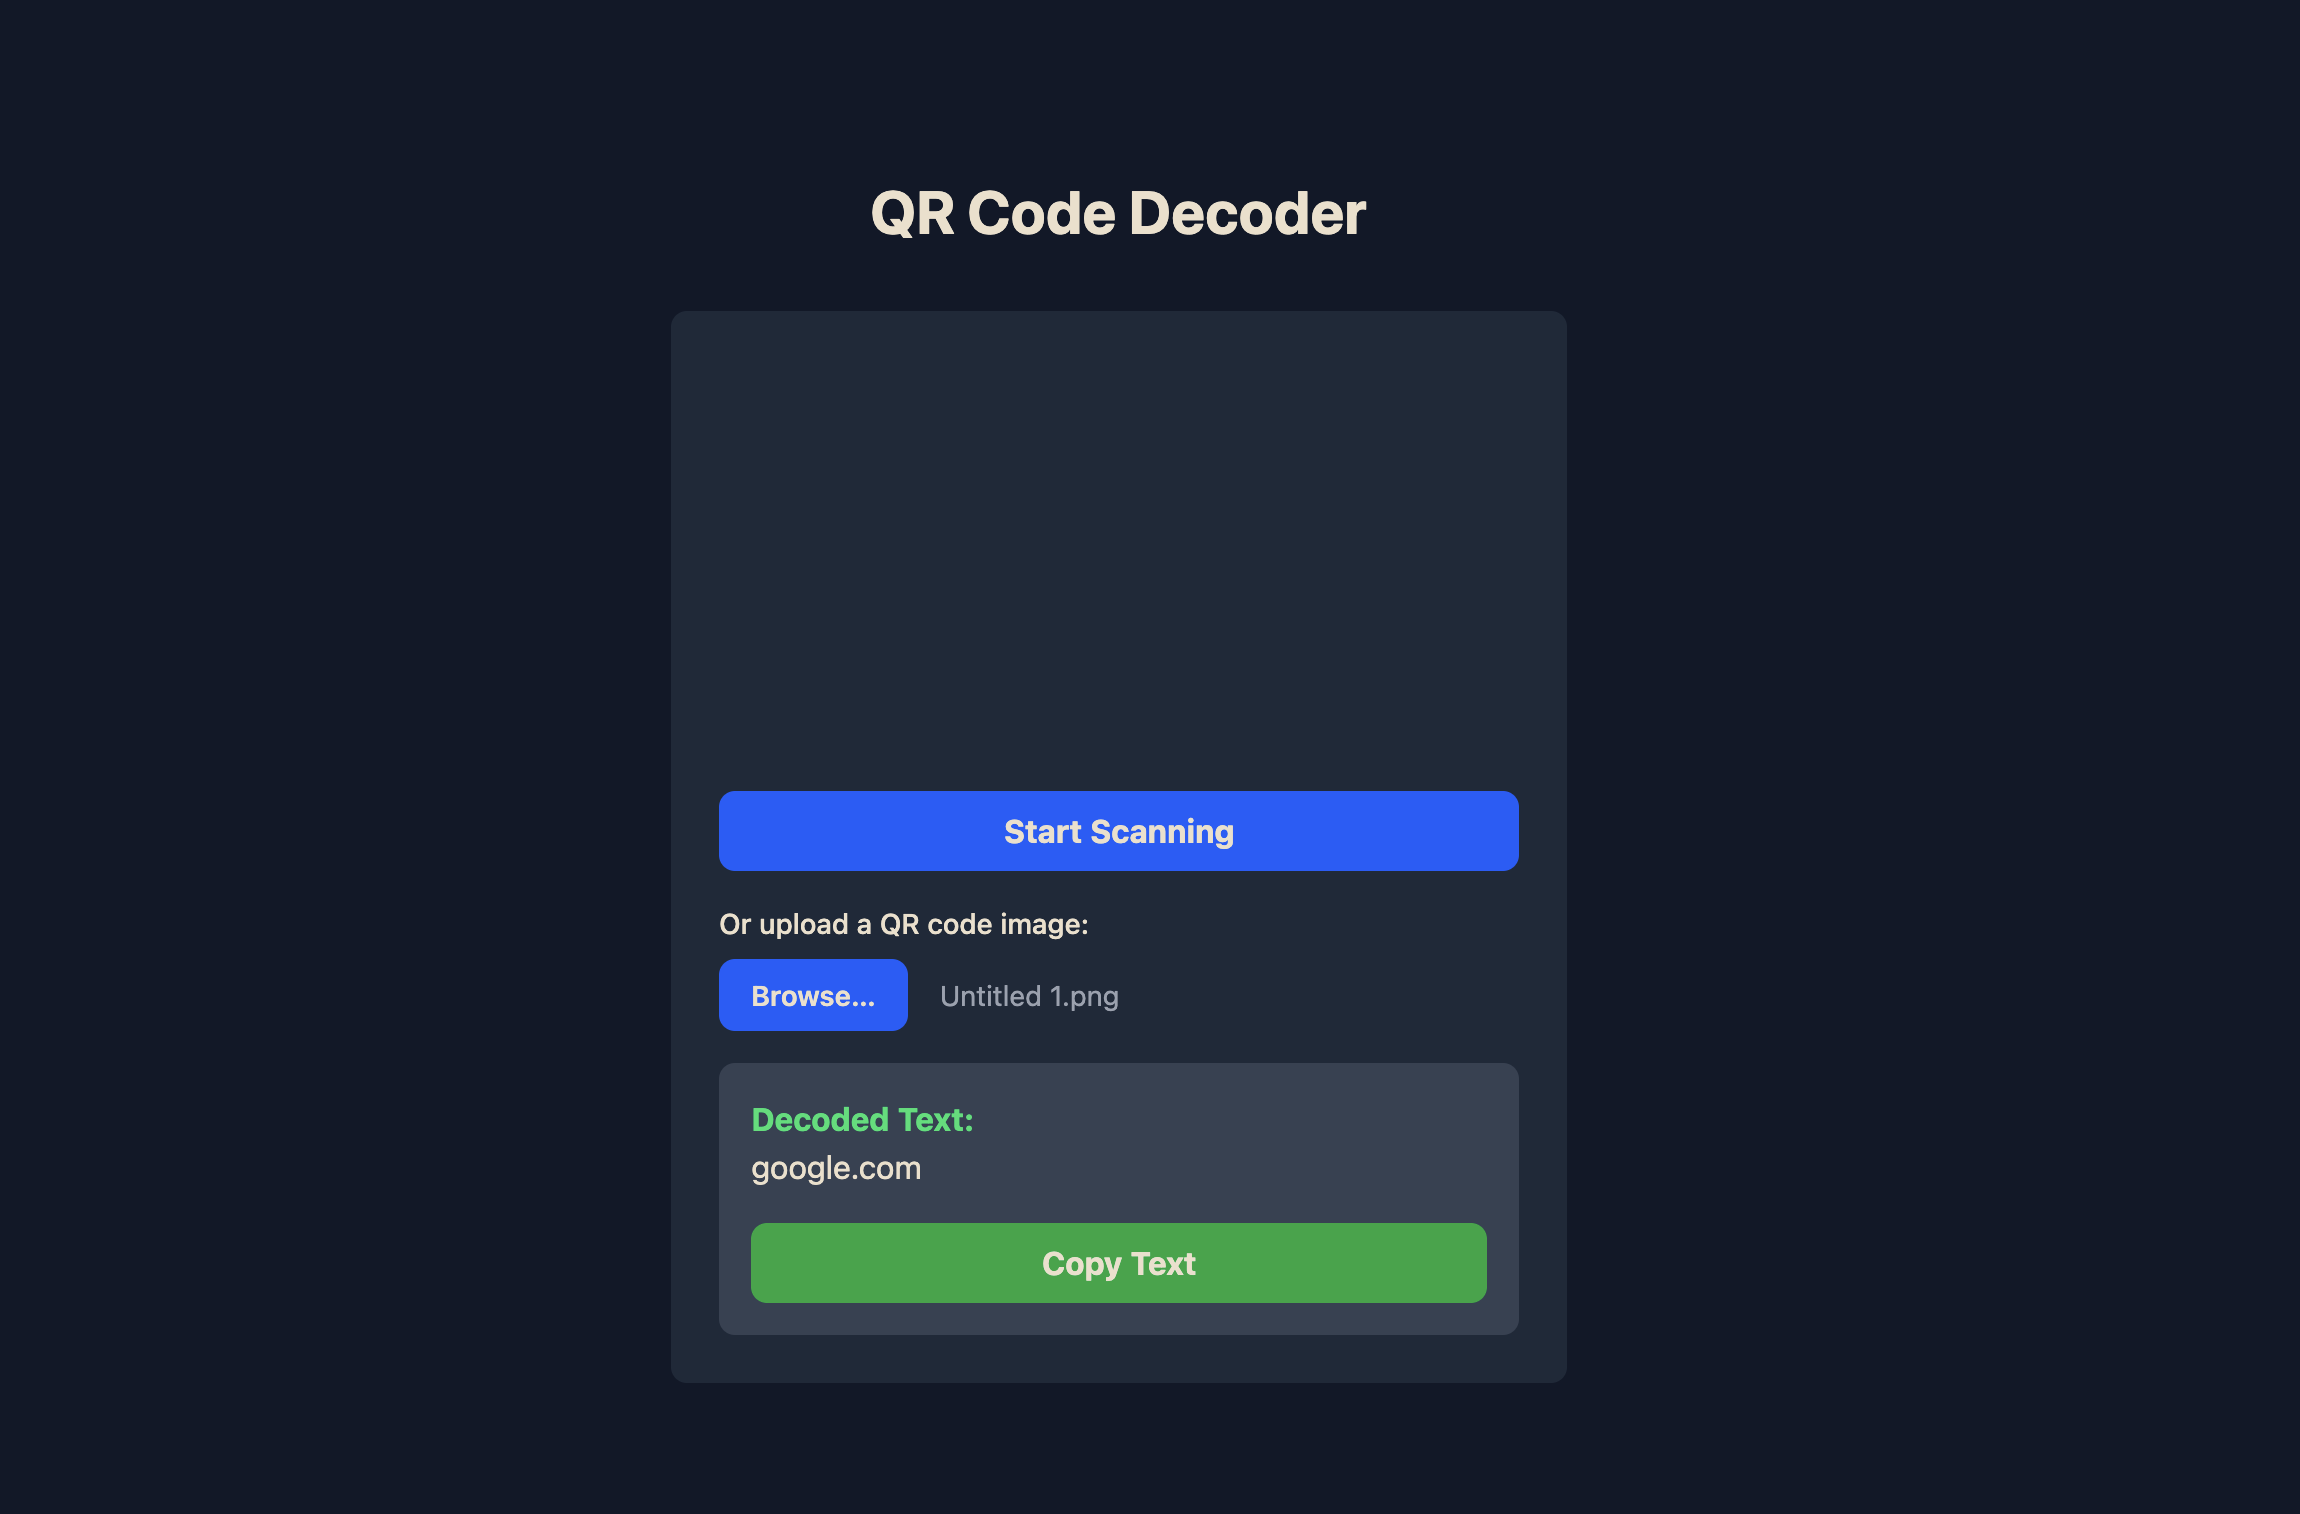 QR Code Decoder
Start Scanning
Or upload a QR code image:
Browse... Untitled 1.png
Decoded Text:
google.com
Copy Text